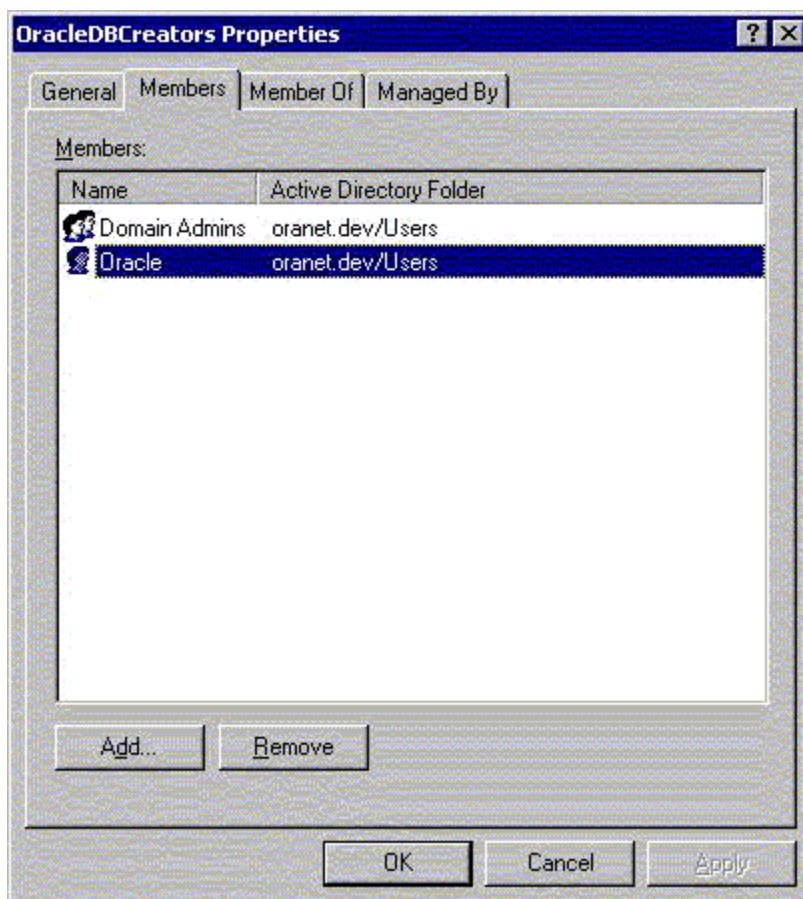 OracleDBCreators Properties ? ×
General Members Member Of Managed By
Members:
Name Active Directory Folder
Domain Admins oranet.dev/Users
Oracle oranet.dev/Users
Add... Remove
OK Cancel Apply